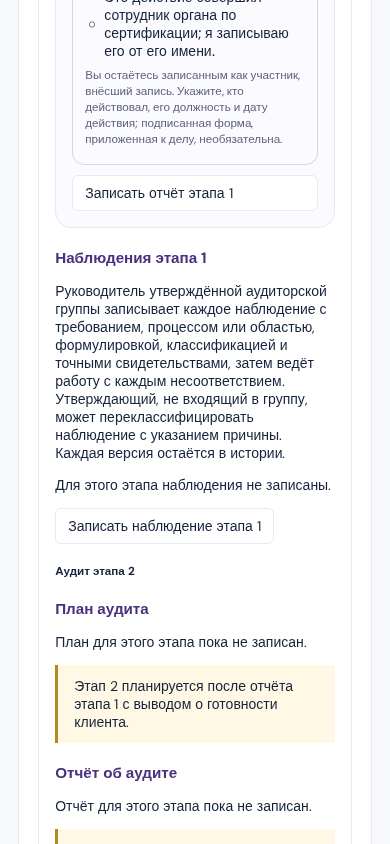 сотрудник органа по
сертификации; я записываю
его от его имени.
Вы остаётесь записанным как участник,
внёсший запись. Укажите, кто
действовал, его должность и дату
действия; подписанная форма,
приложенная к делу, необязательна.
Записать отчёт этапа 1
Наблюдения этапа 1
Руководитель утверждённой аудиторской
группы записывает каждое наблюдение с
требованием, процессом или областью,
формулировкой, классификацией и
точными свидетельствами, затем ведёт
работу с каждым несоответствием.
Утверждающий, не входящий в группу,
может переклассифицировать
наблюдение с указанием причины.
Каждая версия остаётся в истории.
Для этого этапа наблюдения не записаны.
Записать наблюдение этапа 1
Аудит этапа 2
План аудита
План для этого этапа пока не записан.
Этап 2 планируется после отчёта
этапа 1 с выводом о готовности
клиента.
Отчёт об аудите
Отчёт для этого этапа пока не записан.